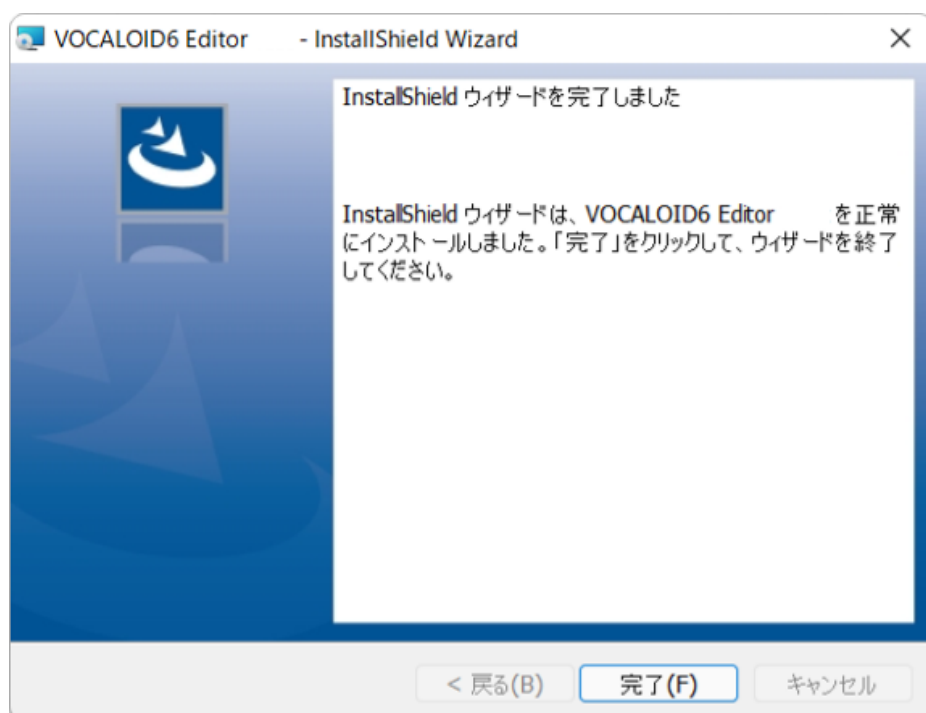 VOCALOID6 Editor - InstallShield Wizard
InstallShield ウィザードを完了しました
InstallShield ウィザードは、VOCALOID6 Editor を正常
にインストールしました。「完了」をクリックして、ウィザードを終了
してください。
< 戻る(B) 完了(F) キャンセル